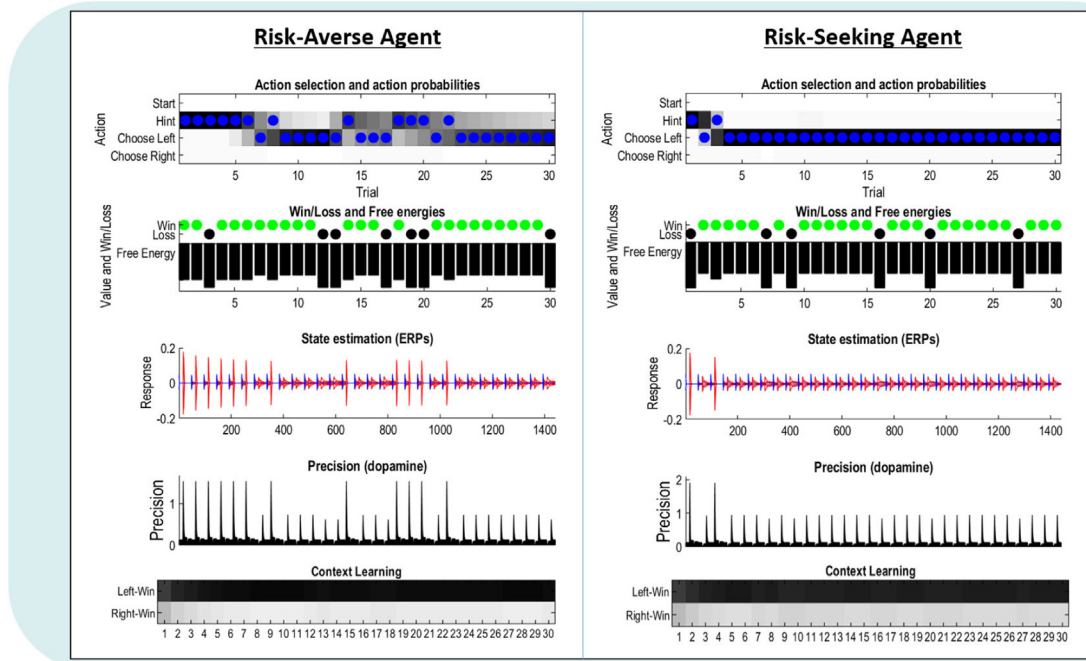 Risk-Averse Agent
Action selection and action probabilities
Start
Hint
Choose Left
Choose Right
Action
5 10 15 20 25 30
Trial
Win/Loss and Free energies
Win
Loss
Free Energy
Value and Win/Loss
5 10 15 20 25 30
State estimation (ERPs)
0.2
0
-0.2
Response
200 400 600 800 1000 1200 1400
Precision (dopamine)
1
0
Precision
Context Learning
Left-Win
Right-Win
1 2 3 4 5 6 7 8 9 10 11 12 13 14 15 16 17 18 19 20 21 22 23 24 25 26 27 28 29 30
Risk-Seeking Agent
Action selection and action probabilities
Start
Hint
Choose Left
Choose Right
Action
5 10 15 20 25 30
Trial
Win/Loss and Free energies
Win
Loss
Free Energy
Value and Win/Loss
5 10 15 20 25 30
State estimation (ERPs)
0.2
0
-0.2
Response
200 400 600 800 1000 1200 1400
Precision (dopamine)
2
1
0
Precision
Context Learning
Left-Win
Right-Win
1 2 3 4 5 6 7 8 9 10 11 12 13 14 15 16 17 18 19 20 21 22 23 24 25 26 27 28 29 30